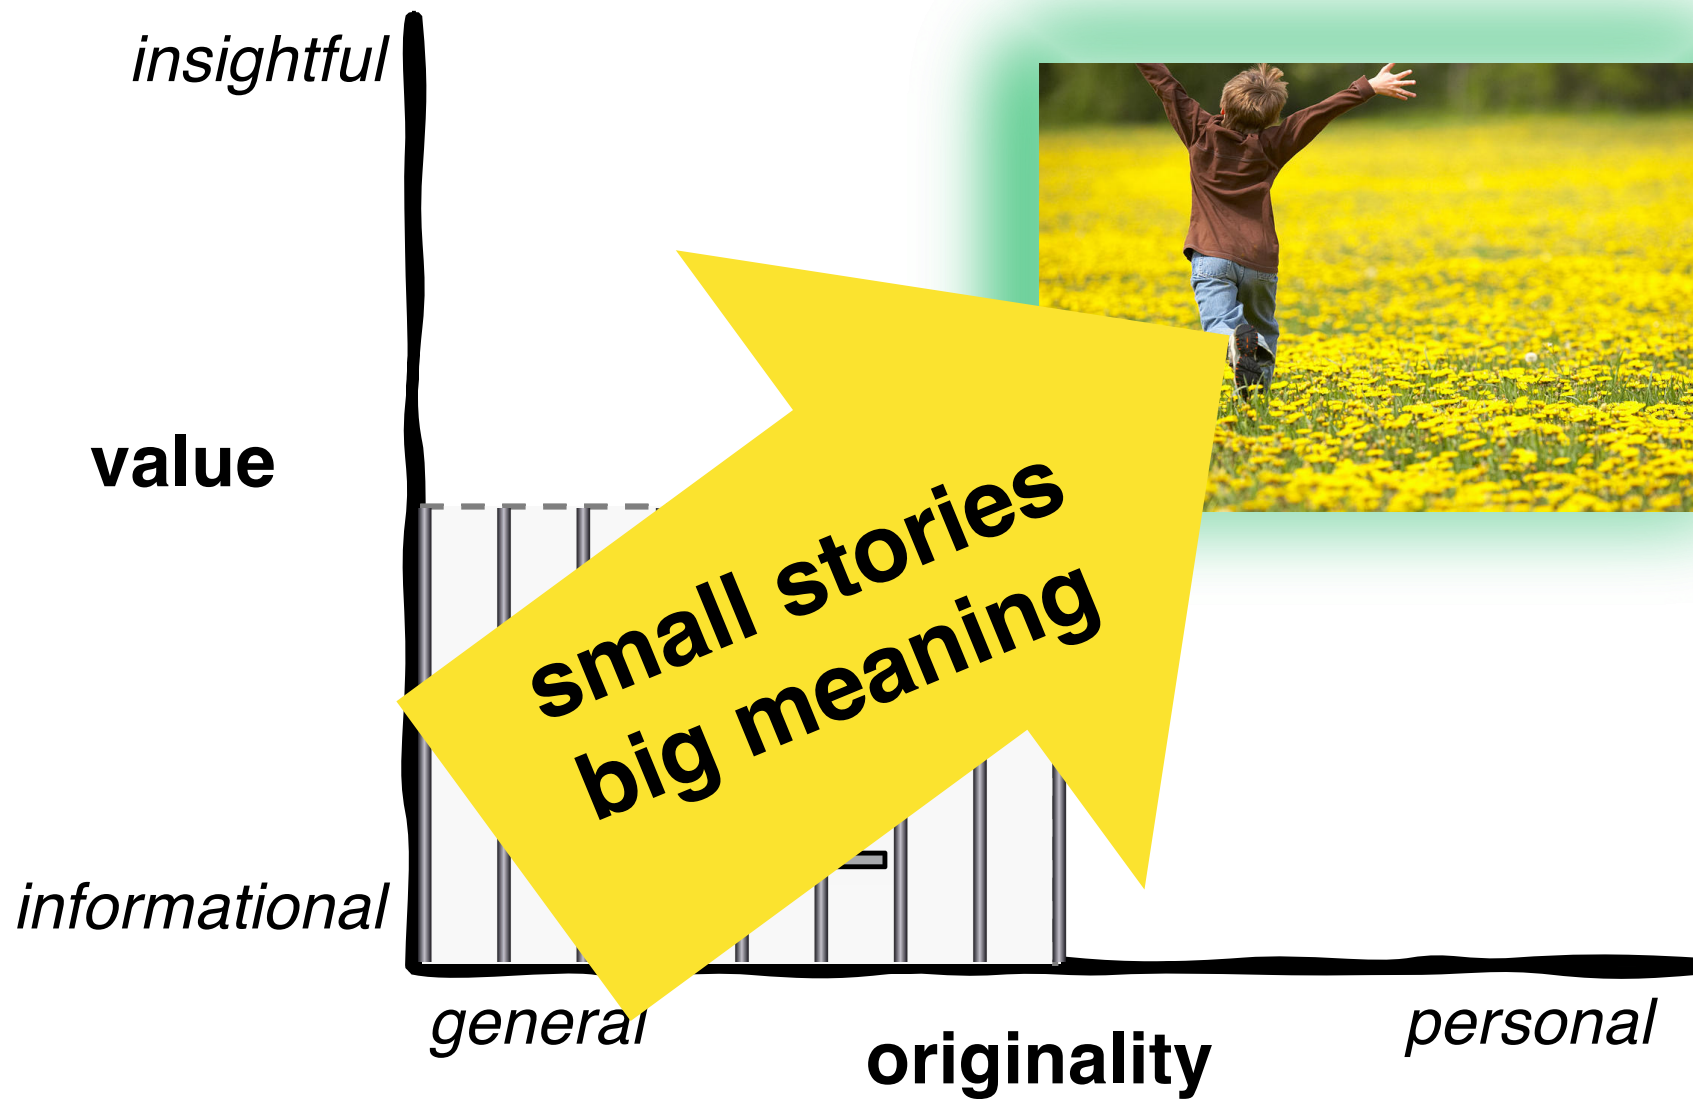 insightful
value
small stories
big meaning
informational
general
personal
originality